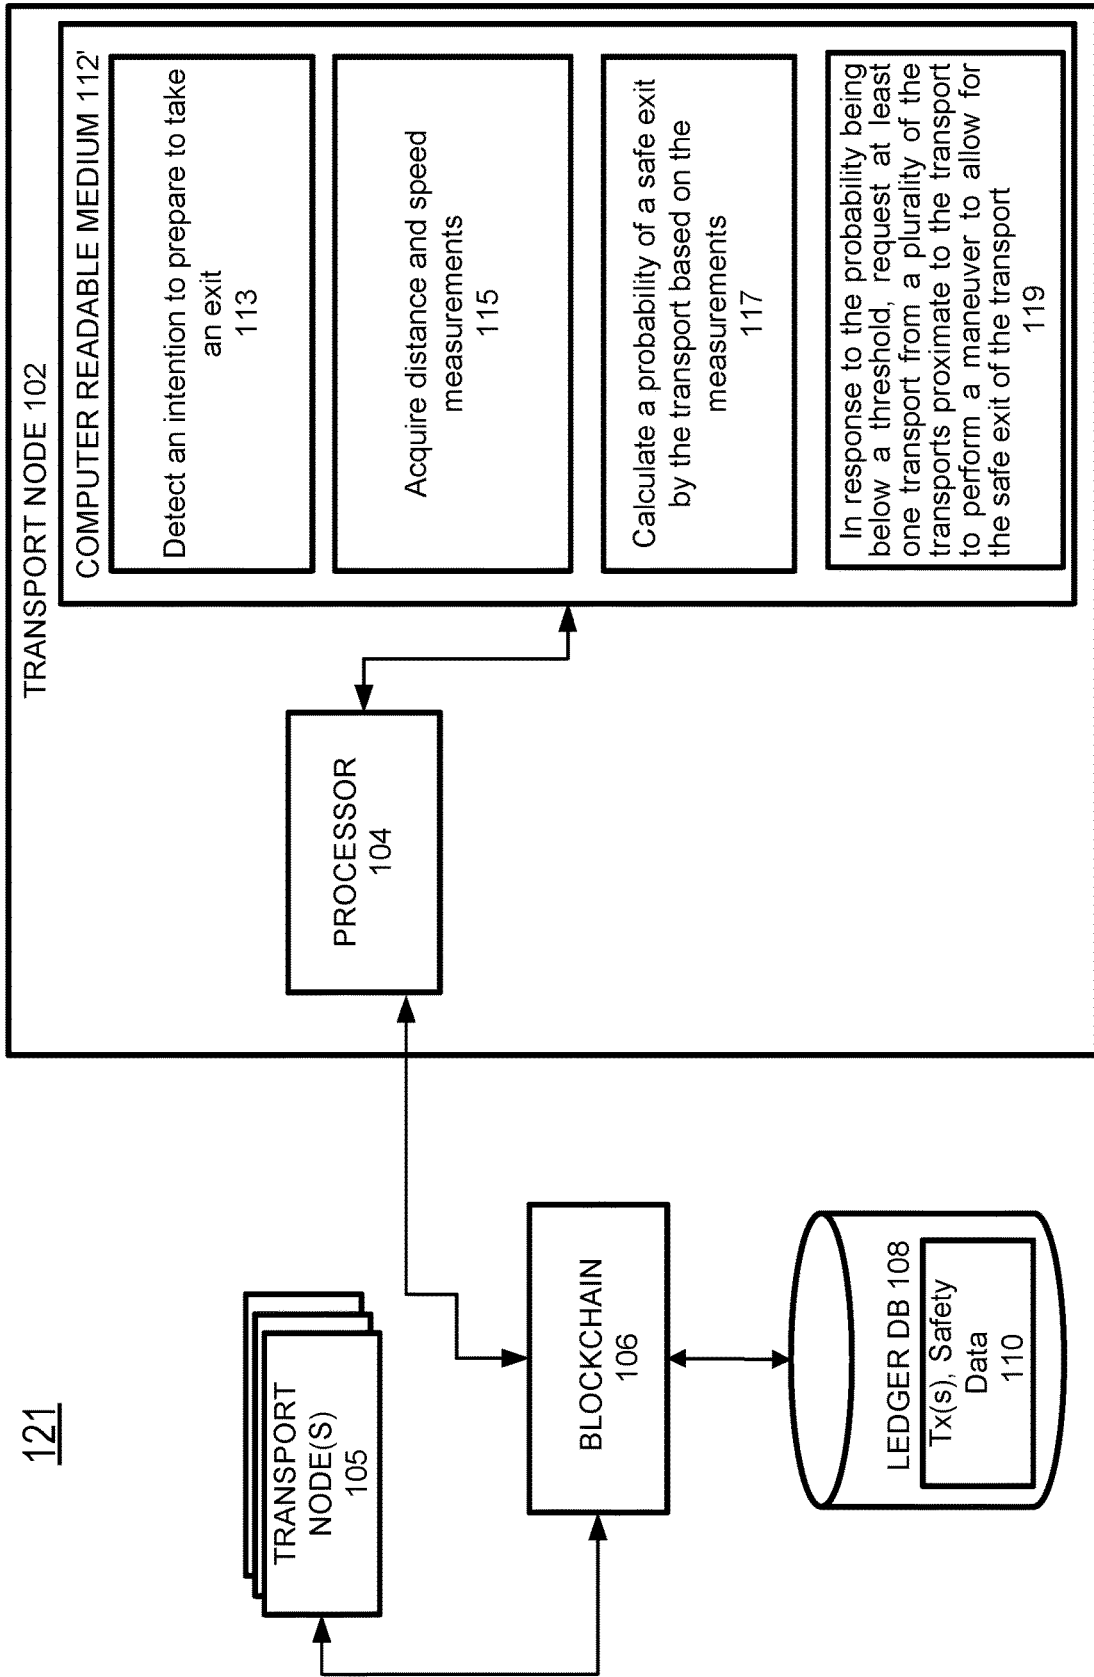 121
TRANSPORT
NODE(S)
105
BLOCKCHAIN
106
LEDGER DB 108
Tx(s), Safety
Data
110
TRANSPORT NODE 102
PROCESSOR
104
COMPUTER READABLE MEDIUM 112'
Detect an intention to prepare to take
an exit
113
Acquire distance and speed
measurements
115
Calculate a probability of a safe exit
by the transport based on the
measurements
117
In response to the probability being
below a threshold, request at least
one transport from a plurality of the
transports proximate to the transport
to perform a maneuver to allow for
the safe exit of the transport
119